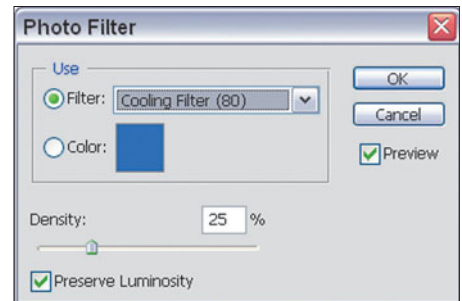 Photo Filter
Use
Filter: Cooling Filter (80)
OK
Cancel
Color:
Preview
Density: 25 %
Preserve Luminosity